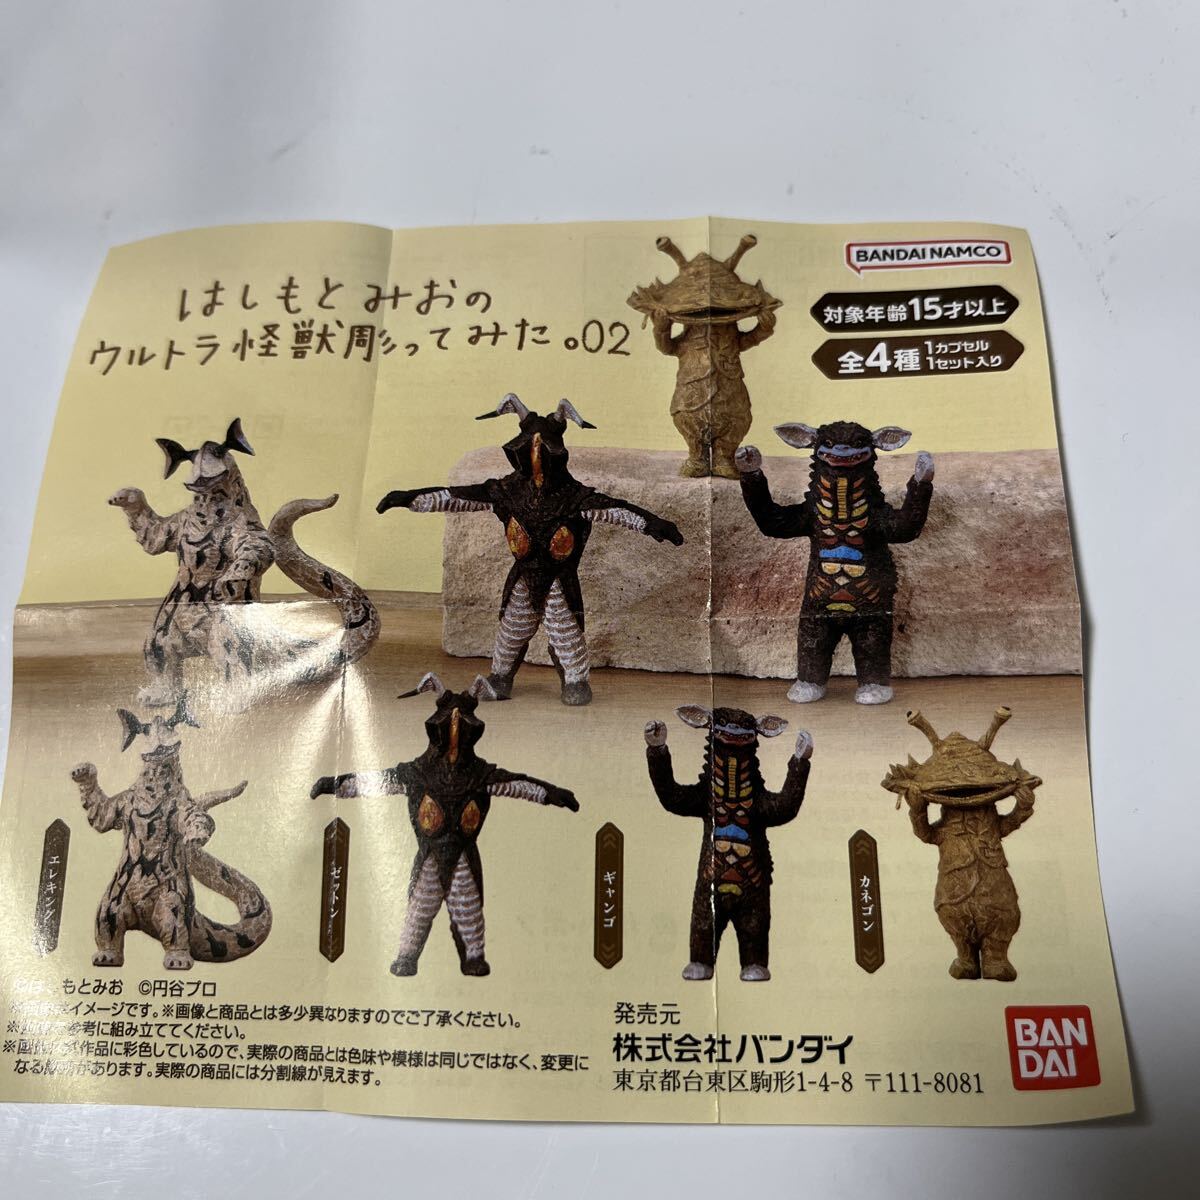 はしもとみおの
ウルトラ怪獣彫ってみた。02
BANDAI NAMCO
対象年齢15才以上
全4種 1カプセル
1セット入り
エレキング
ゼットン
ギャンゴ
カネゴン
もとみお ©円谷プロ
イメージです。※画像と商品とは多少異なりますのでご了承ください。
参考に組み立ててください。
作品に彩色しているので、実際の商品とは色味や模様は同じではなく、変更に
なる場合があります。実際の商品には分割線が見えます。
発売元
株式会社バンダイ
東京都台東区駒形1-4-8 〒111-8081
BAN
DAI